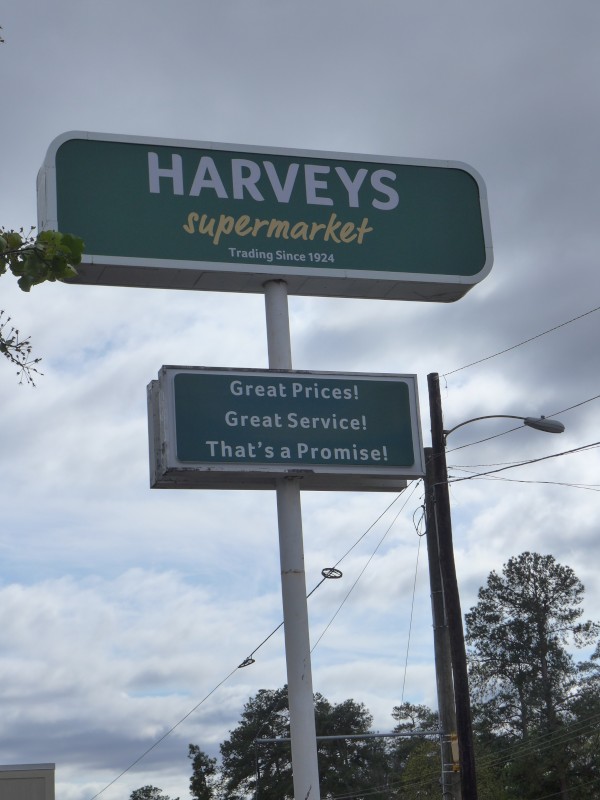 HARVEYS
supermarket
Trading Since 1924
Great Prices!
Great Service!
That's a Promise!